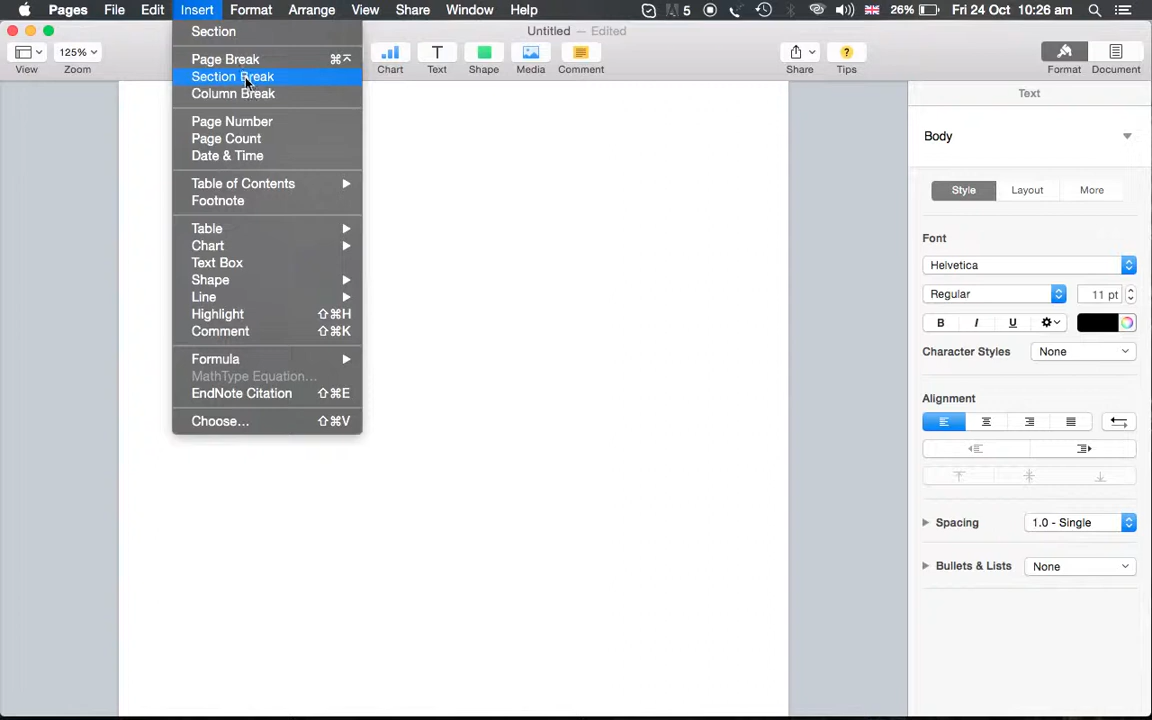 Pages File Edit Insert Format Arrange View Share Window Help 5 26% Fri 24 Oct 10:26 am
Untitled — Edited
125%
View Zoom Chart Text Shape Media Comment Share Tips Format Document
Section
Page Break ⌘⌤
Section Break
Column Break
Page Number
Page Count
Date & Time
Table of Contents ▶
Footnote
Table ▶
Chart ▶
Text Box
Shape ▶
Line ▶
Highlight ⇧⌘H
Comment ⇧⌘K
Formula ▶
MathType Equation…
EndNote Citation ⇧⌘E
Choose… ⇧⌘V
Text
Body
Style Layout More
Font
Helvetica
Regular 11 pt
B I U
Character Styles None
Alignment
Spacing 1.0 - Single
Bullets & Lists None